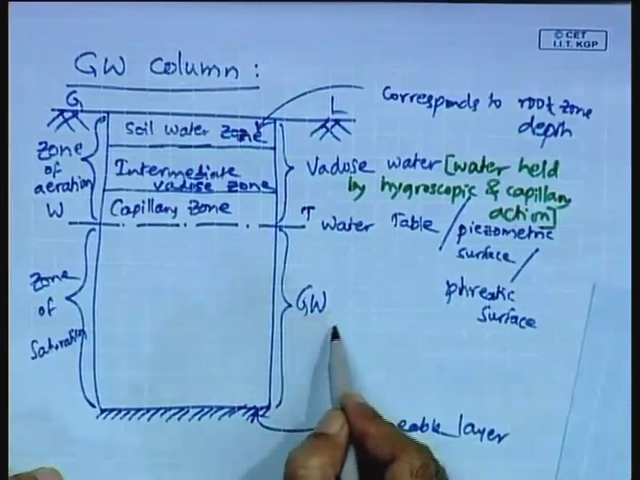 © CET
I.I.T. KGP
GW column :
G
L
Corresponds to root zone
depth
Soil water zone
Zone
of
aeration
Intermediate
vadose zone
Vadose water [water held
by hygroscopic & capillary
action]
Capillary Zone
W
T
Water Table / piezometric
surface /
phreatic
surface
Zone
of
Saturation
GW
layer